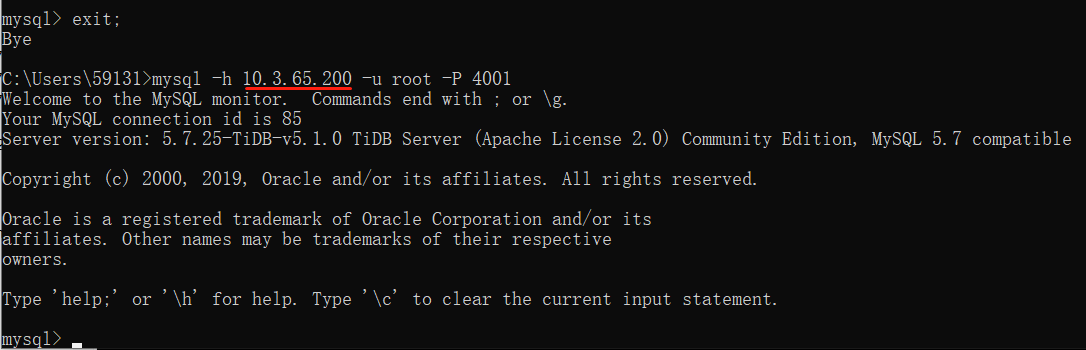 mysql> exit;
Bye
C:\Users\59131>mysql -h 10.3.65.200 -u root -P 4001
Welcome to the MySQL monitor.  Commands end with ; or \g.
Your MySQL connection id is 85
Server version: 5.7.25-TiDB-v5.1.0 TiDB Server (Apache License 2.0) Community Edition, MySQL 5.7 compatible
Copyright (c) 2000, 2019, Oracle and/or its affiliates. All rights reserved.
Oracle is a registered trademark of Oracle Corporation and/or its
affiliates. Other names may be trademarks of their respective
owners.
Type 'help;' or '\h' for help. Type '\c' to clear the current input statement.
mysql>